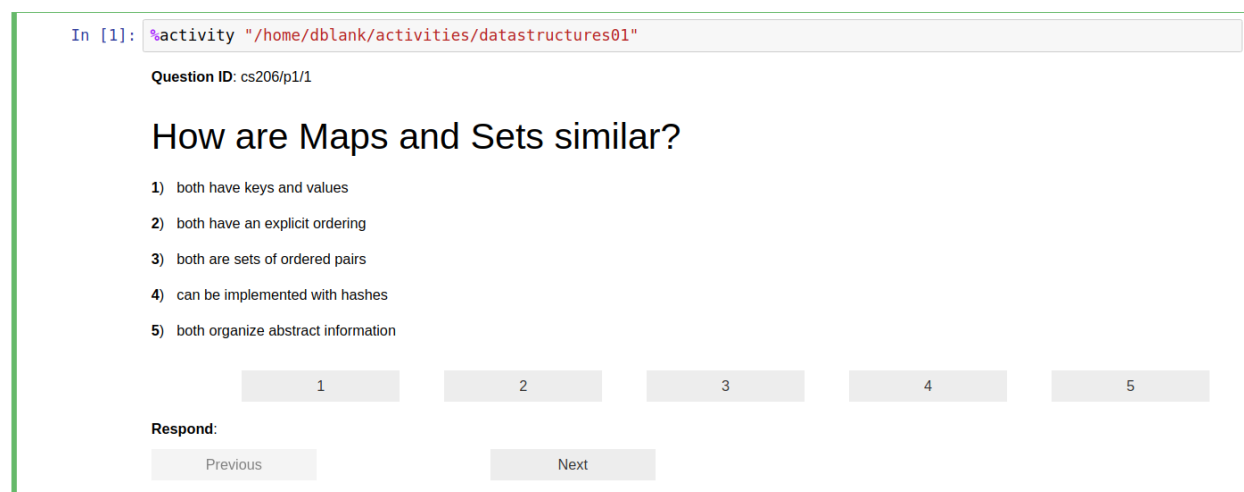 In [1]: %activity "/home/dblank/activities/datastructures01"
Question ID: cs206/p1/1
How are Maps and Sets similar?
1) both have keys and values
2) both have an explicit ordering
3) both are sets of ordered pairs
4) can be implemented with hashes
5) both organize abstract information
1 2 3 4 5
Respond:
Previous Next